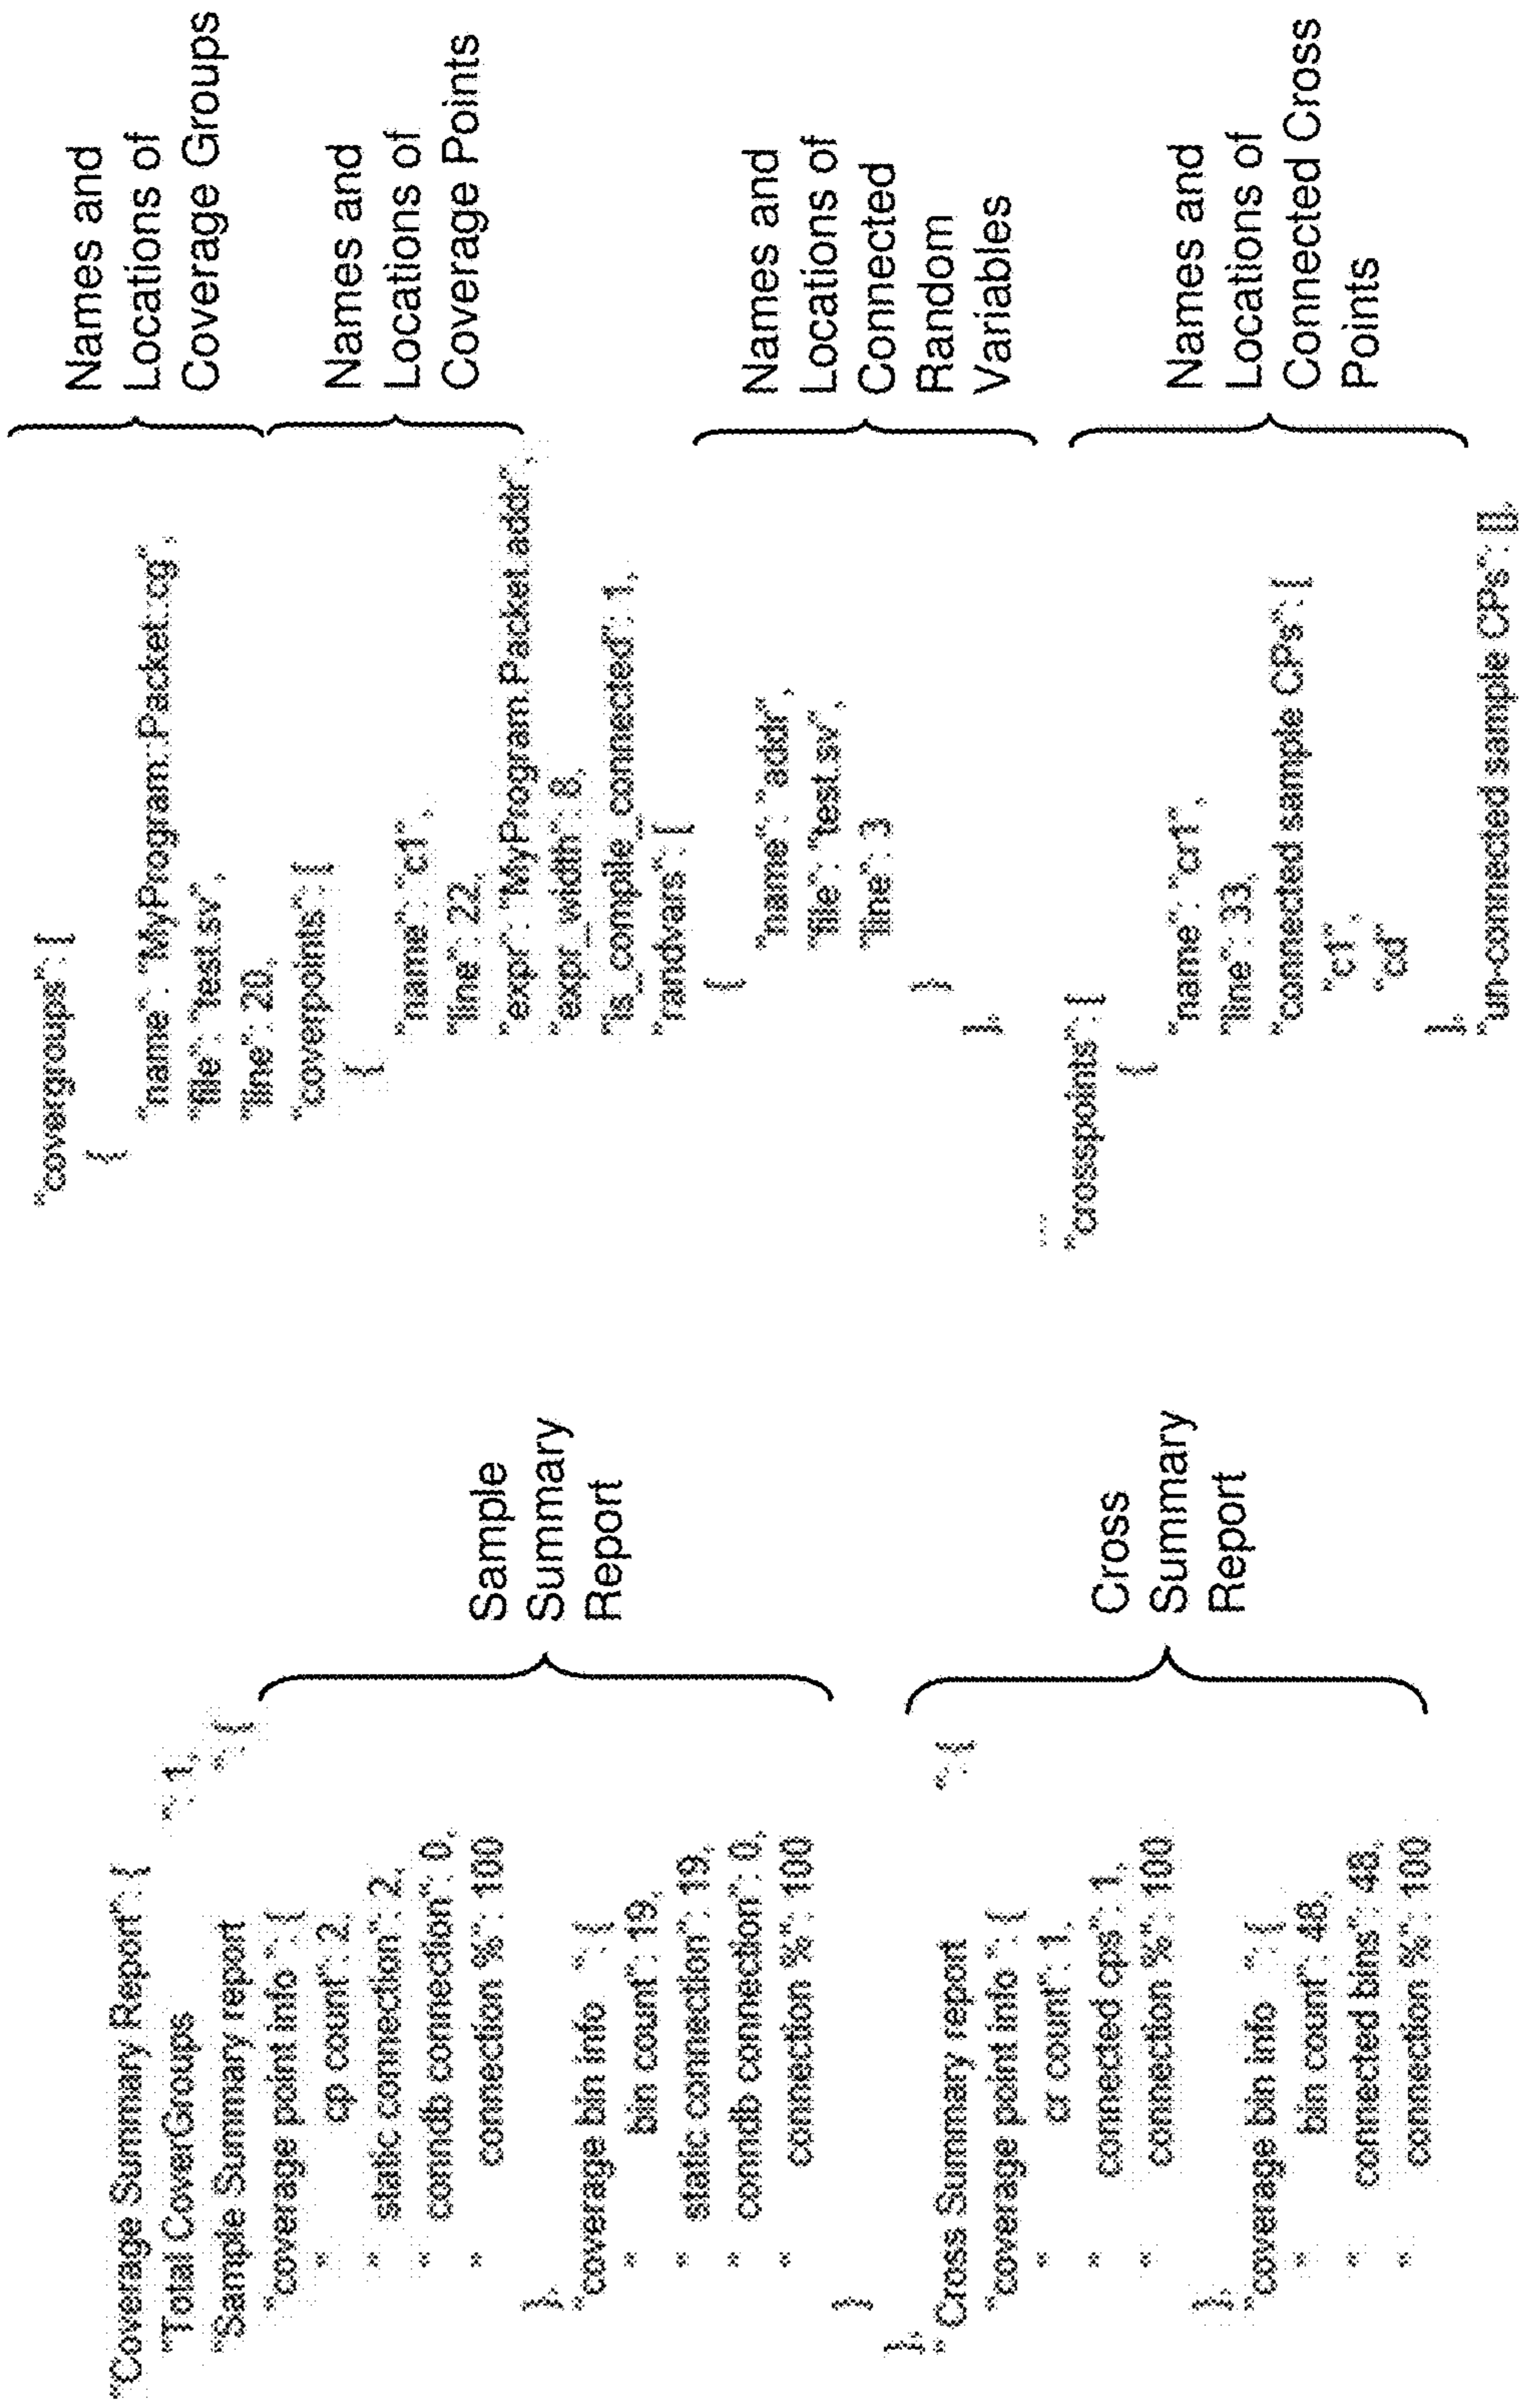 "Coverage Summary Report": {
"Total CoverGroups ": 1,
"Sample Summary report ": {
"coverage point info ": {
" cp count": 2,
" static connection": 2,
" conndb connection": 0,
" connection %": 100
},
"coverage bin info ": {
" bin count": 19,
" static connection": 19,
" conndb connection": 0,
" connection %": 100
}
},
"Cross Summary report ": {
"coverage point info ": {
" cr count": 1,
" connected cps": 1,
" connection %": 100
},
"coverage bin info ": {
" bin count": 48,
" connected bins": 48,
" connection %": 100
Sample
Summary
Report
Cross
Summary
Report
"covergroups": [
{
"name": "MyProgram::Packet::cg",
"file": "test.sv",
"line": 20,
"coverpoints": [
{
"name": "c1",
"line": 22,
"expr": "MyProgram.Packet.addr",
"expr_width": 8,
"is_compile_connected": 1,
"randvars": [
{
"name": "addr",
"file": "test.sv",
"line": 3
}
],
....
"crosspoints": [
{
"name": "cr1",
"line": 33,
"connected sample CPs": [
"c1",
"cd"
],
"un-connected sample CPs": [],
Names and
Locations of
Coverage Groups
Names and
Locations of
Coverage Points
Names and
Locations of
Connected
Random
Variables
Names and
Locations of
Connected Cross
Points